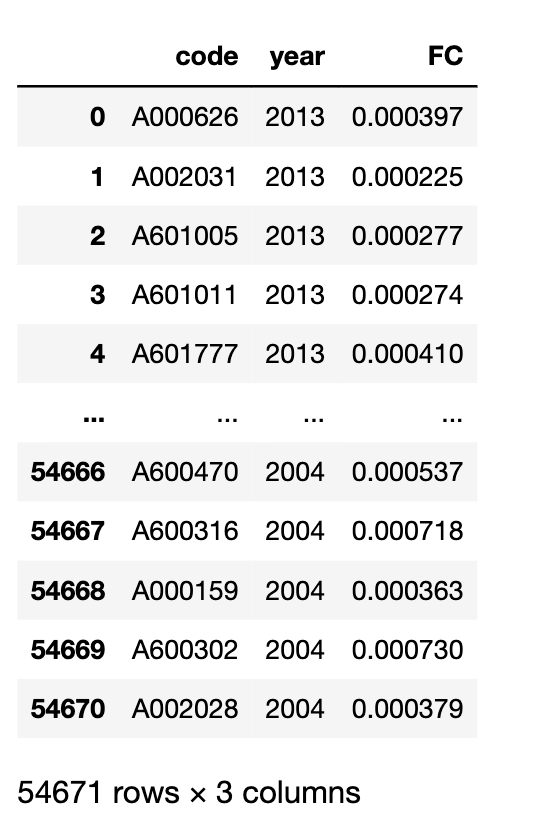 code year FC
0 A000626 2013 0.000397
1 A002031 2013 0.000225
2 A601005 2013 0.000277
3 A601011 2013 0.000274
4 A601777 2013 0.000410
... ... ... ...
54666 A600470 2004 0.000537
54667 A600316 2004 0.000718
54668 A000159 2004 0.000363
54669 A600302 2004 0.000730
54670 A002028 2004 0.000379
54671 rows × 3 columns